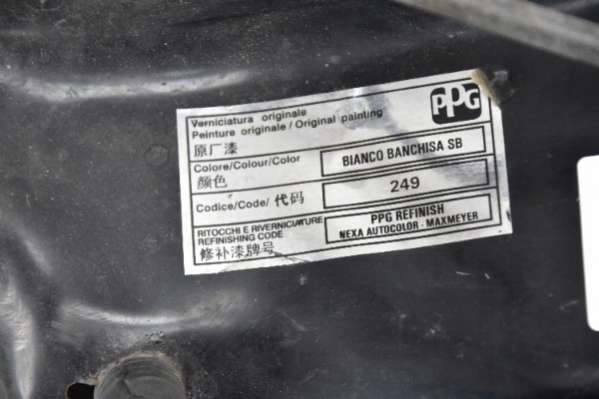 Verniciatura originale
Peinture originale / Original painting
原厂漆
PPG
Colore/Colour/Color
颜色
BIANCO BANCHISA SB
Codice/Code/ 代码
249
RITOCCHI E RIVERNICIATURE
REFINISHING CODE
修补漆牌号
PPG REFINISH
NEXA AUTOCOLOR - MAXMEYER